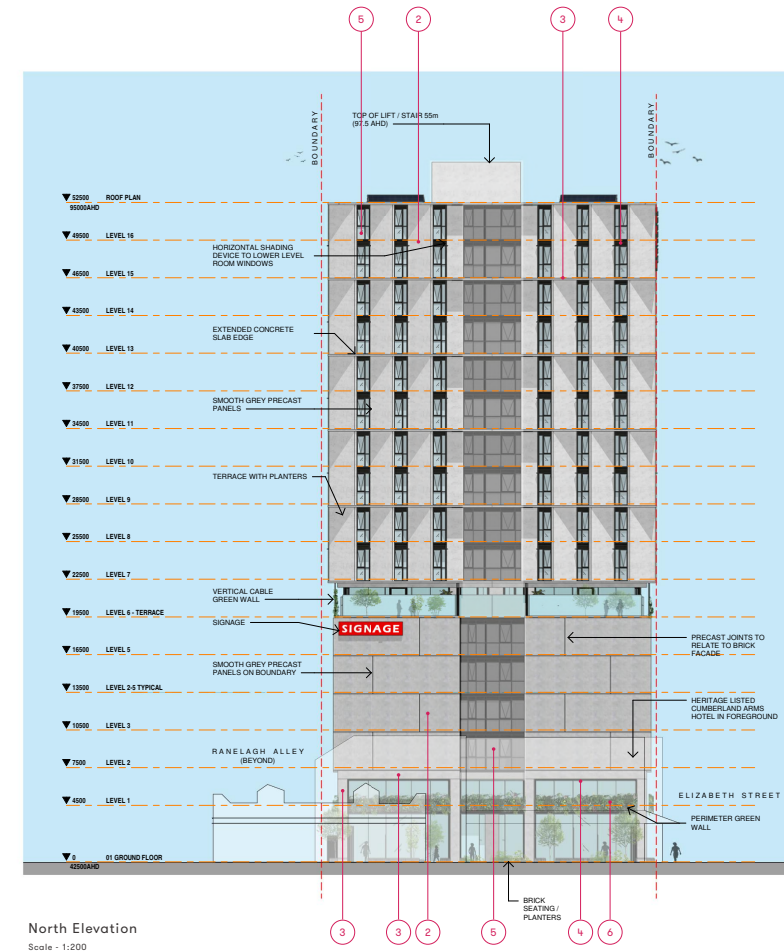 5
2
3
4
BOUNDARY
BOUNDARY
TOP OF LIFT / STAIR 55m
(97.5 AHD)
52500 ROOF PLAN
95000AHD
49500 LEVEL 16
HORIZONTAL SHADING
DEVICE TO LOWER LEVEL
ROOM WINDOWS
46500 LEVEL 15
43500 LEVEL 14
EXTENDED CONCRETE
SLAB EDGE
40500 LEVEL 13
37500 LEVEL 12
SMOOTH GREY PRECAST
PANELS
34500 LEVEL 11
31500 LEVEL 10
TERRACE WITH PLANTERS
28500 LEVEL 9
25500 LEVEL 8
22500 LEVEL 7
VERTICAL CABLE
GREEN WALL
19500 LEVEL 6 - TERRACE
SIGNAGE
SIGNAGE
PRECAST JOINTS TO
RELATE TO BRICK
FACADE
16500 LEVEL 5
SMOOTH GREY PRECAST
PANELS ON BOUNDARY
13500 LEVEL 2-5 TYPICAL
HERITAGE LISTED
CUMBERLAND ARMS
HOTEL IN FOREGROUND
10500 LEVEL 3
RANELAGH ALLEY
(BEYOND)
7500 LEVEL 2
ELIZABETH STREET
4500 LEVEL 1
PERIMETER GREEN
WALL
0 01 GROUND FLOOR
42500AHD
BRICK
SEATING /
PLANTERS
3
3
2
5
4
6
North Elevation
Scale - 1:200